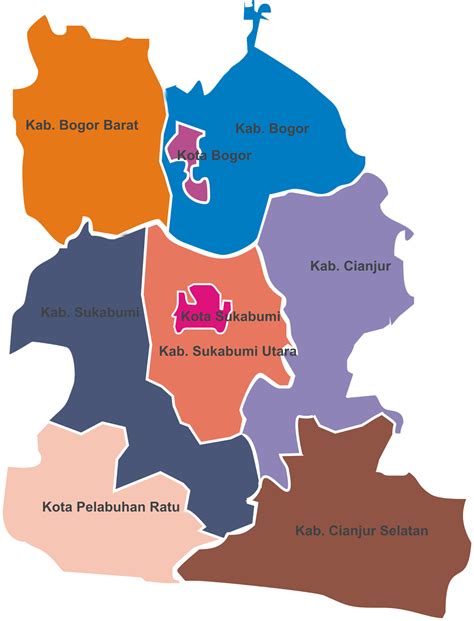 Kab. Bogor Barat
Kab. Bogor
Kota Bogor
Kab. Cianjur
Kab. Sukabumi
Kota Sukabumi
Kab. Sukabumi Utara
Kota Pelabuhan Ratu
Kab. Cianjur Selatan